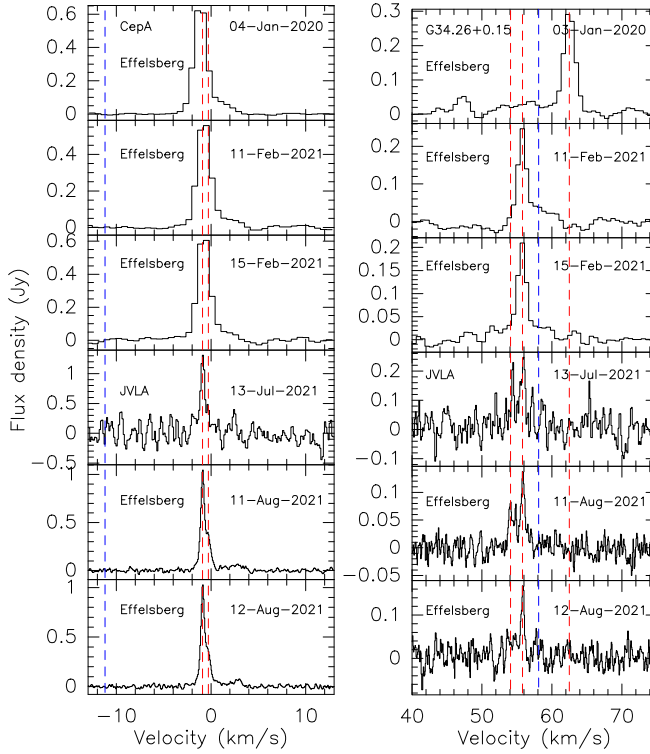 Flux density (Jy)
CepA 04-Jan-2020
Effelsberg
0.6
0.4
0.2
0
Effelsberg 11-Feb-2021
0.4
0.2
0
Effelsberg 15-Feb-2021
0.6
0.4
0.2
0
JVLA 13-Jul-2021
1
0.5
0
-0.5
Effelsberg 11-Aug-2021
1
0.5
0
Effelsberg 12-Aug-2021
1
0.5
0
-10 0 10
Velocity (km/s)
G34.26+0.15 03-Jan-2020
Effelsberg
0.3
0.2
0.1
0
Effelsberg 11-Feb-2021
0.2
0.1
0
Effelsberg 15-Feb-2021
0.2
0.15
0.1
0.05
0
JVLA 13-Jul-2021
0.2
0.1
0
-0.1
Effelsberg 11-Aug-2021
0.1
0.05
0
-0.05
Effelsberg 12-Aug-2021
0.1
0
40 50 60 70
Velocity (km/s)